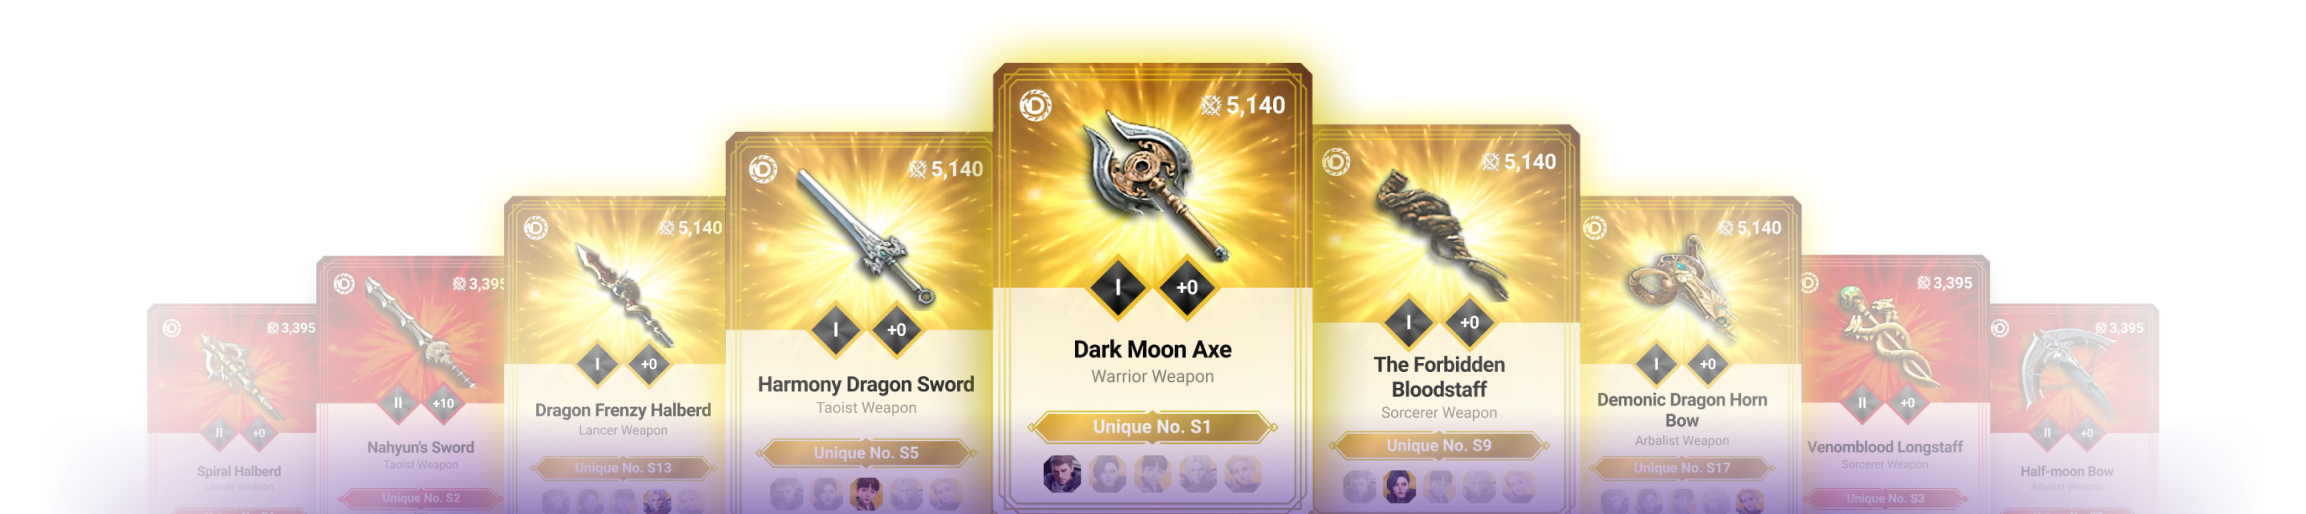 3,395
II
+0
Spiral Halberd
Lancer Weapon
3,395
II
+10
Nahyun's Sword
Taoist Weapon
Unique No. S2
5,140
I
+0
Dragon Frenzy Halberd
Lancer Weapon
Unique No. S13
5,140
I
+0
Harmony Dragon Sword
Taoist Weapon
Unique No. S5
5,140
I
+0
Dark Moon Axe
Warrior Weapon
Unique No. S1
5,140
I
+0
The Forbidden
Bloodstaff
Sorcerer Weapon
Unique No. S9
5,140
I
+0
Demonic Dragon Horn
Bow
Arbalist Weapon
Unique No. S17
3,395
II
+0
Venomblood Longstaff
Sorcerer Weapon
Unique No. S3
3,395
II
+0
Half-moon Bow
Arbalist Weapon